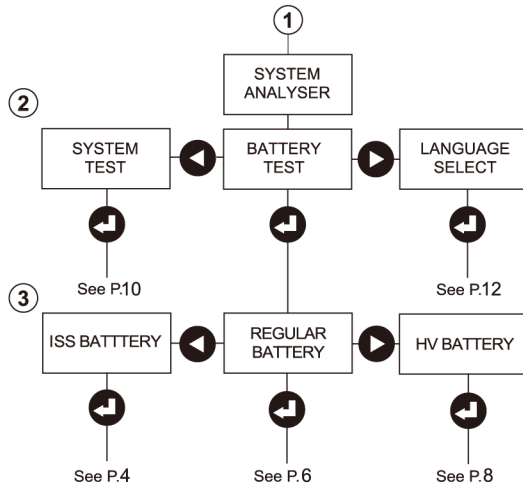 1
SYSTEM
ANALYSER
2
SYSTEM
TEST
BATTERY
TEST
LANGUAGE
SELECT
See P.10
See P.12
3
ISS BATTTERY
REGULAR
BATTERY
HV BATTERY
See P.4
See P.6
See P.8